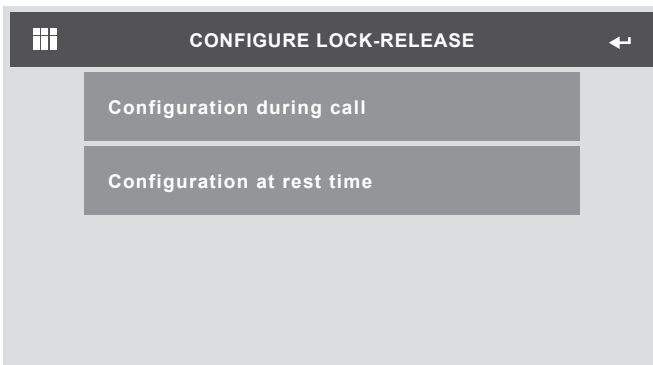 CONFIGURE LOCK-RELEASE
Configuration during call
Configuration at rest time